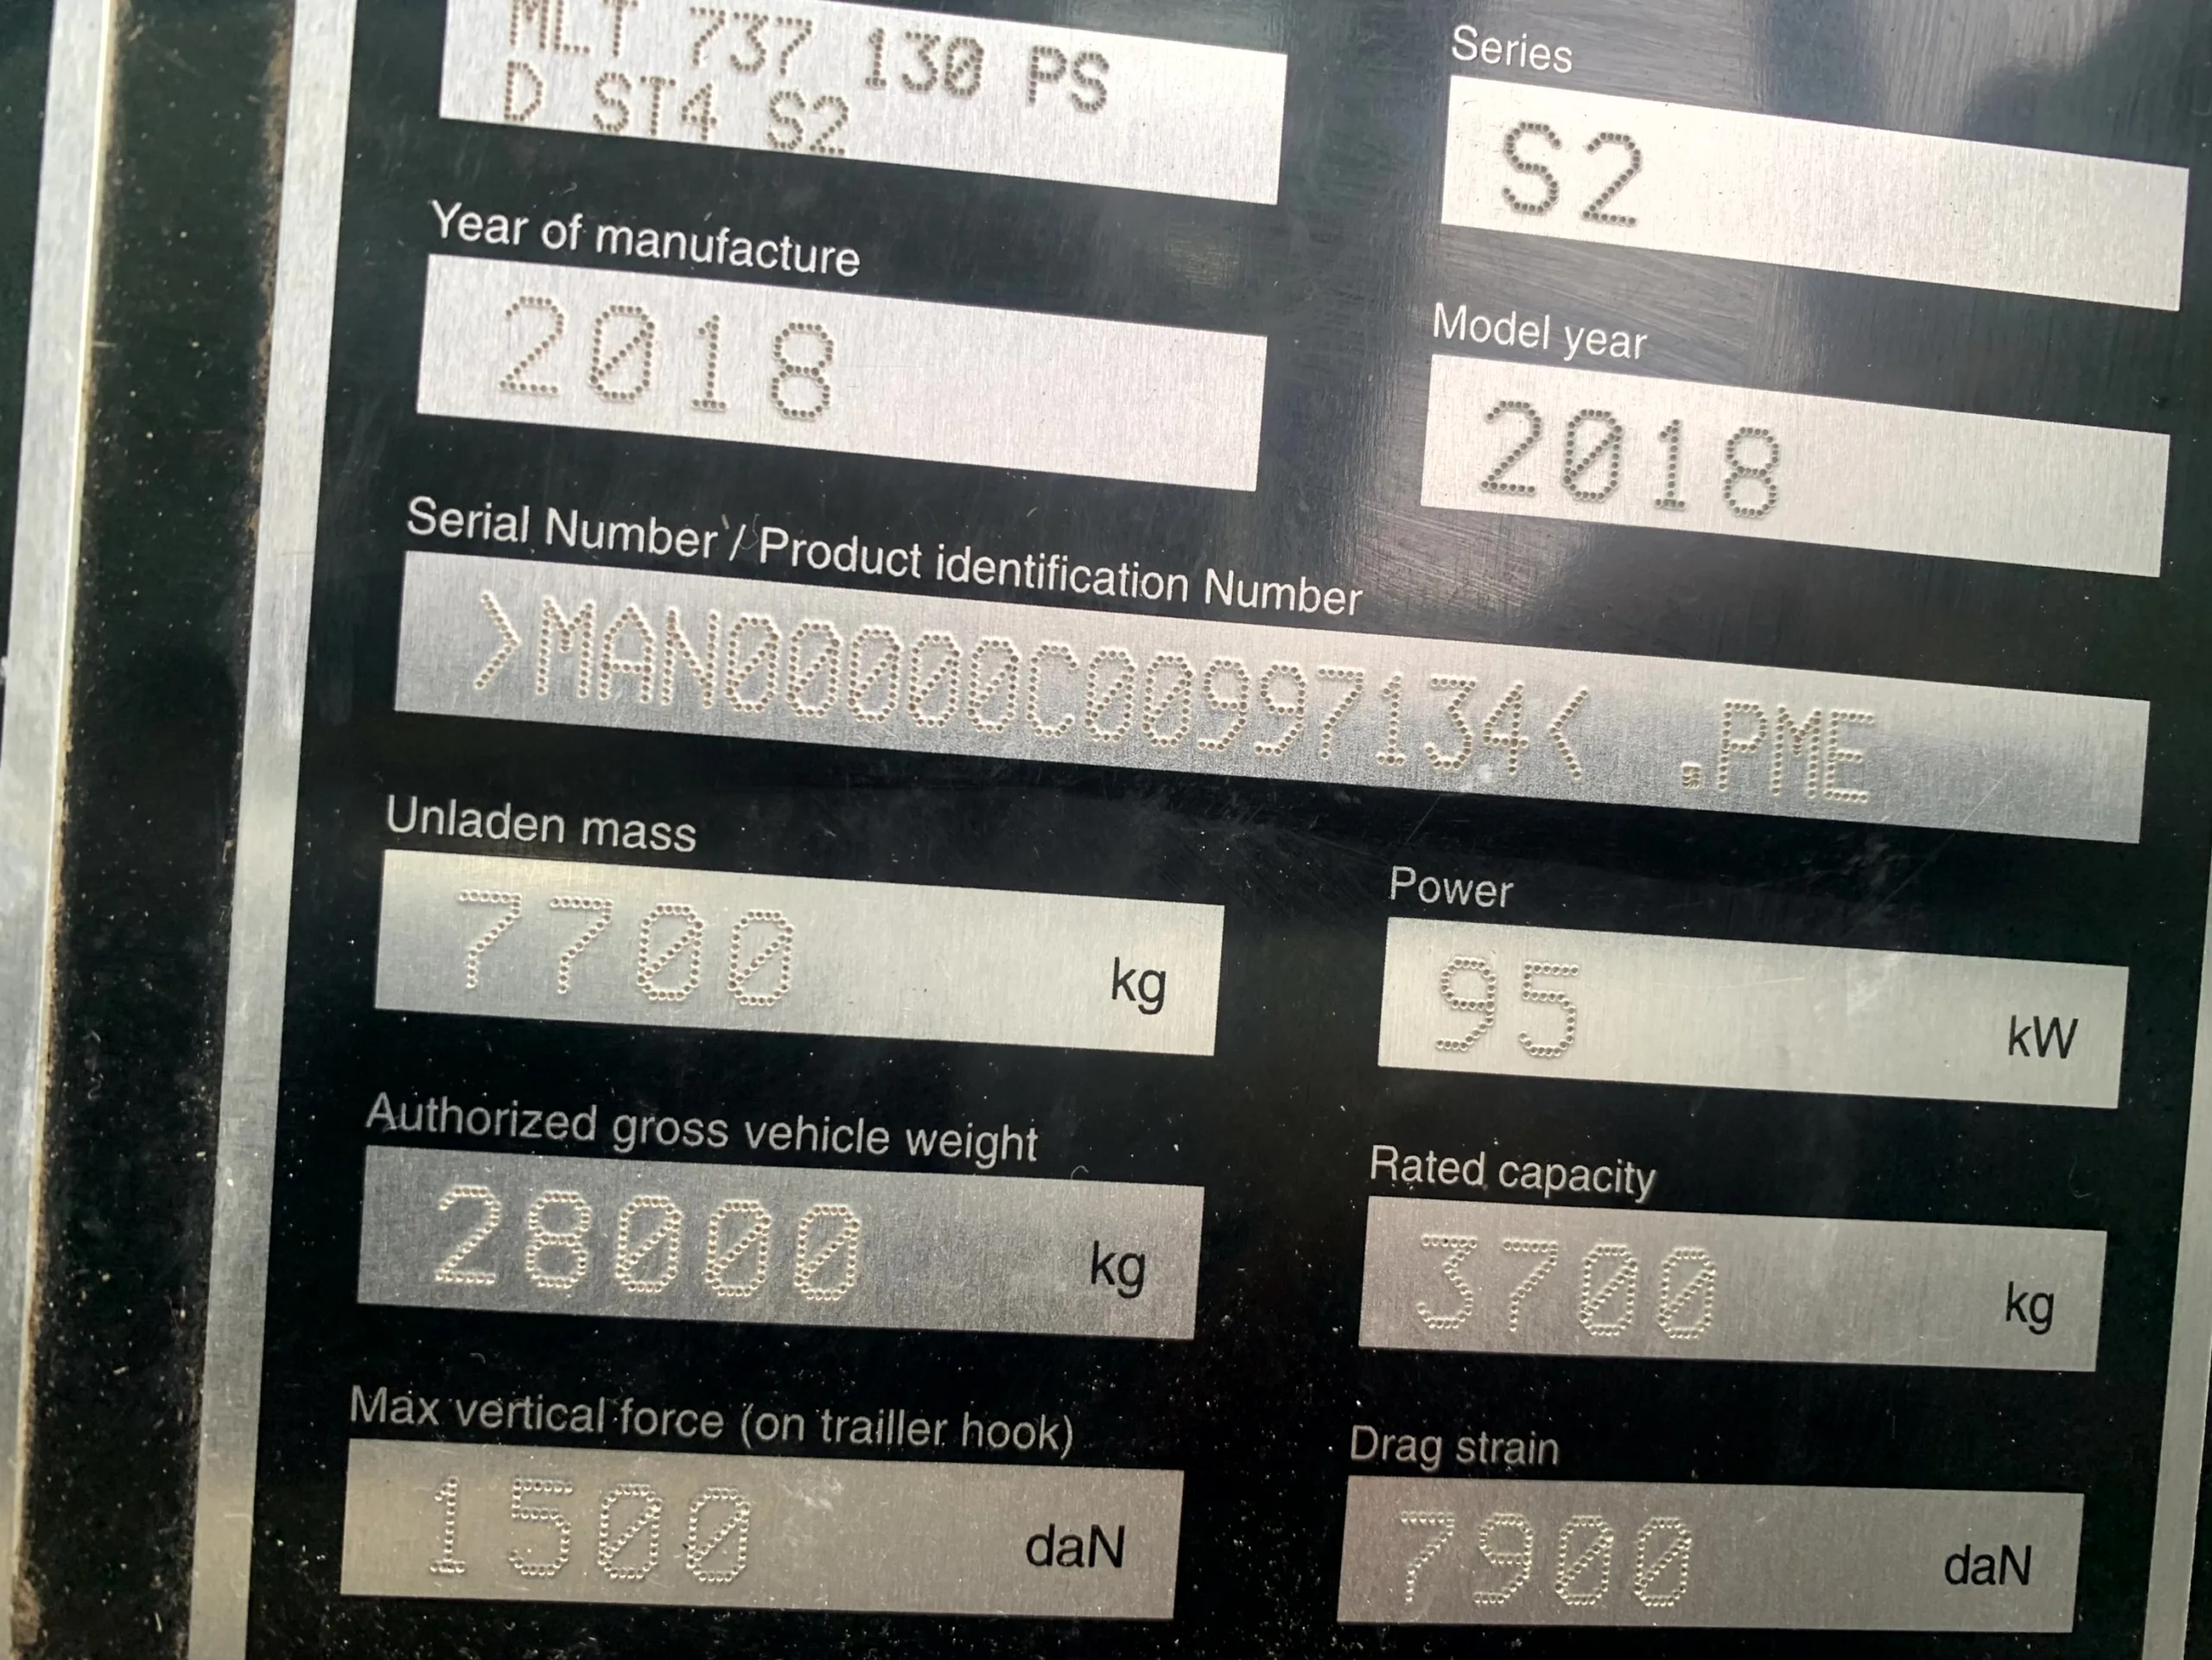 MLT 737 130 PS
D ST4 S2
Series
S2
Year of manufacture
2018
Model year
2018
Serial Number / Product identification Number
>MAN00000C00997134< .PME
Unladen mass
7700 kg
Power
95 kW
Authorized gross vehicle weight
28000 kg
Rated capacity
3700 kg
Max vertical force (on trailler hook)
1500 daN
Drag strain
7900 daN